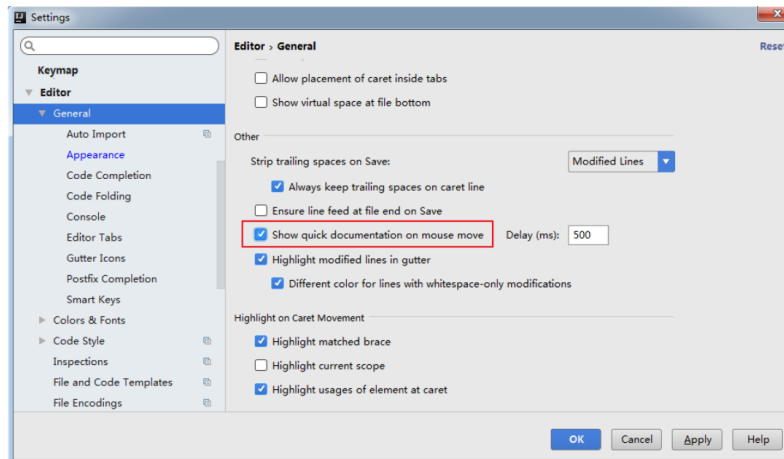 Settings
Editor › General
Reset
Keymap
Editor
General
Auto Import
Appearance
Code Completion
Code Folding
Console
Editor Tabs
Gutter Icons
Postfix Completion
Smart Keys
Colors & Fonts
Code Style
Inspections
File and Code Templates
File Encodings
Allow placement of caret inside tabs
Show virtual space at file bottom
Other
Strip trailing spaces on Save: Modified Lines
Always keep trailing spaces on caret line
Ensure line feed at file end on Save
Show quick documentation on mouse move Delay (ms): 500
Highlight modified lines in gutter
Different color for lines with whitespace-only modifications
Highlight on Caret Movement
Highlight matched brace
Highlight current scope
Highlight usages of element at caret
OK Cancel Apply Help